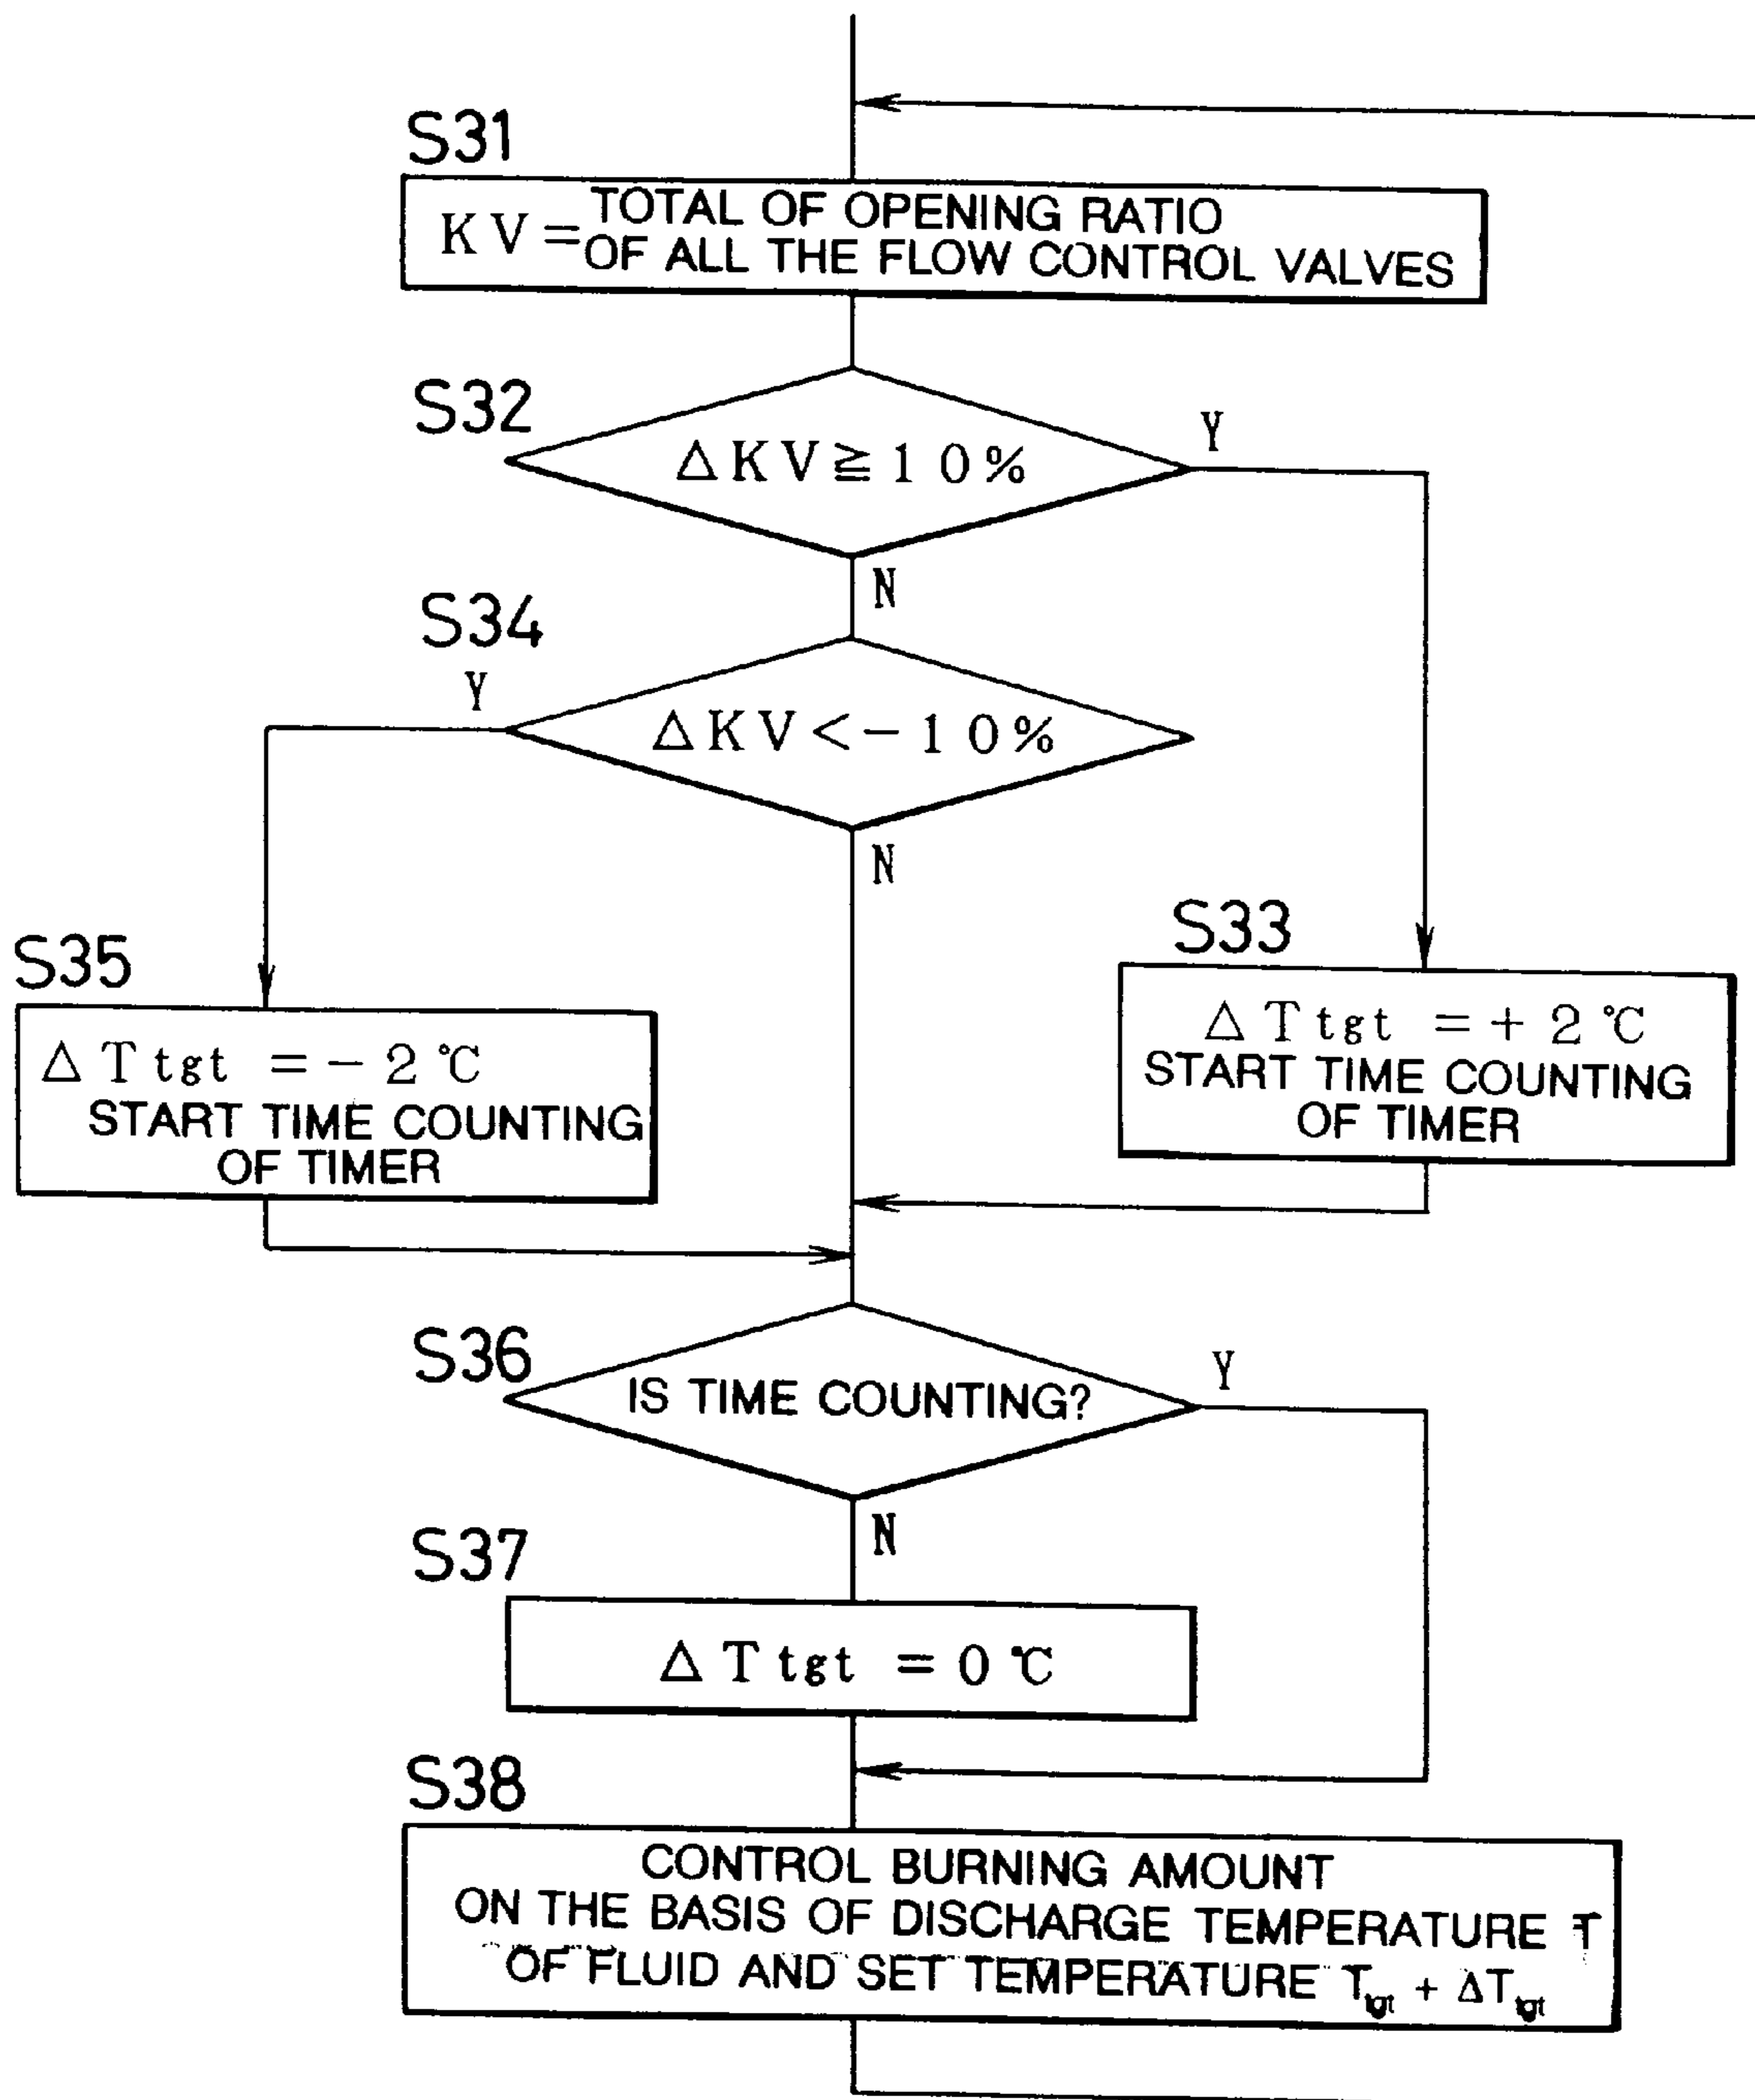 S31
KV=TOTAL OF OPENING RATIO
OF ALL THE FLOW CONTROL VALVES
S32
ΔKV≧10%
Y
N
S34
Y
ΔKV<-10%
N
S35
ΔTtgt =-2℃
START TIME COUNTING
OF TIMER
S33
ΔTtgt =+2℃
START TIME COUNTING
OF TIMER
S36
IS TIME COUNTING?
Y
N
S37
ΔTtgt =0℃
S38
CONTROL BURNING AMOUNT
ON THE BASIS OF DISCHARGE TEMPERATURE T
OF FLUID AND SET TEMPERATURE Ttgt + ΔTtgt